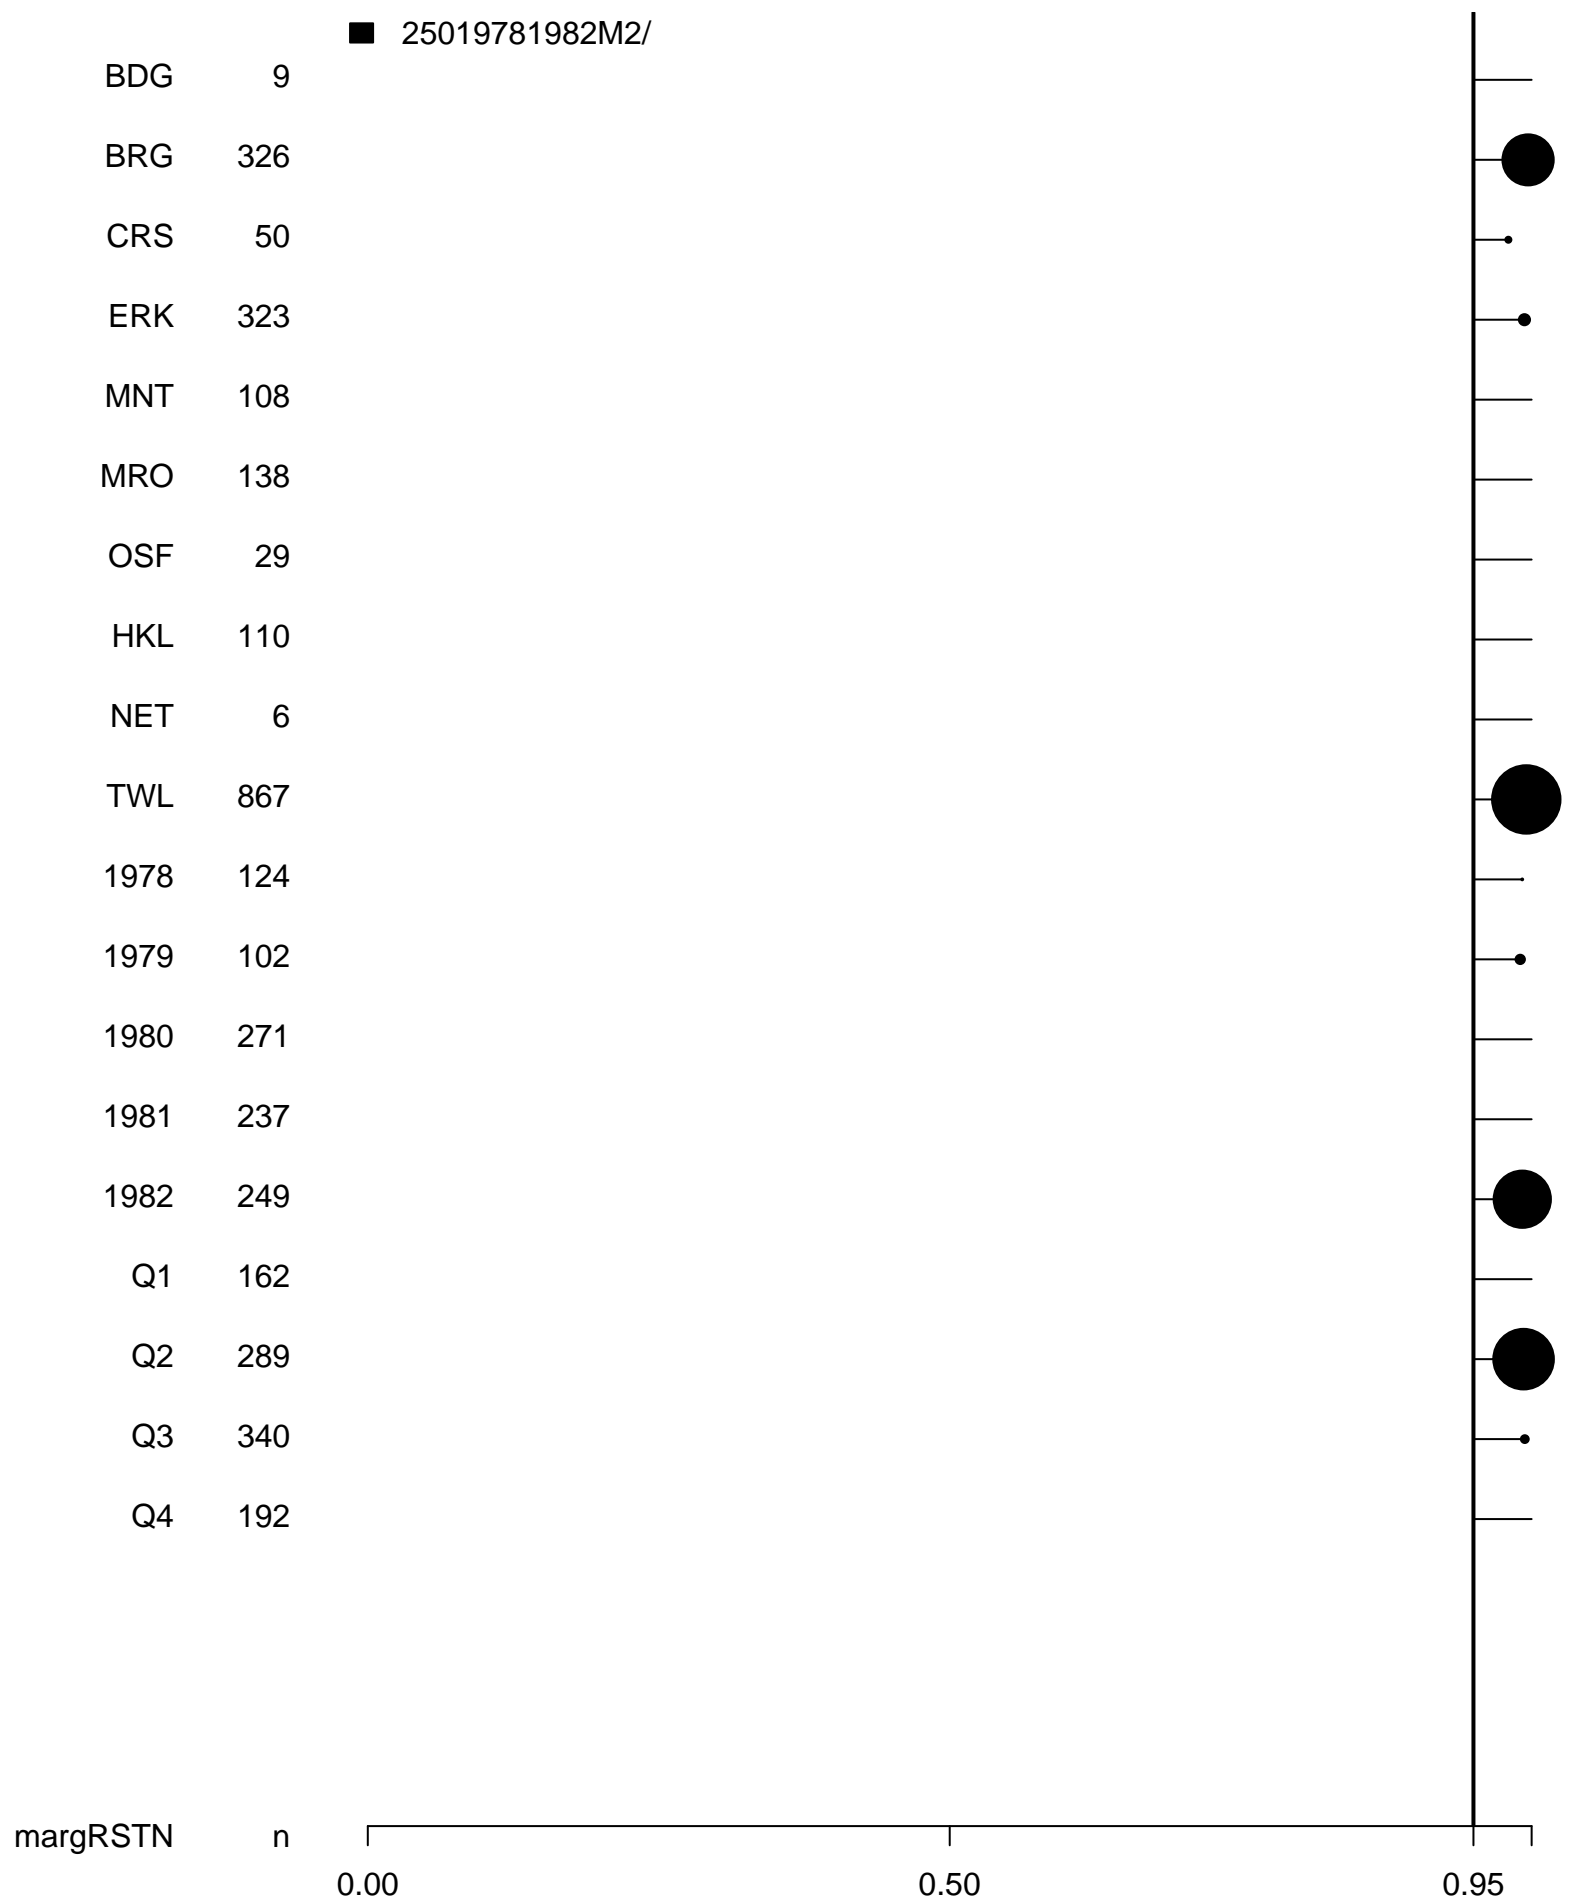 25019781982M2/
BDG 9
BRG 326
CRS 50
ERK 323
MNT 108
MRO 138
OSF 29
HKL 110
NET 6
TWL 867
1978 124
1979 102
1980 271
1981 237
1982 249
Q1 162
Q2 289
Q3 340
Q4 192
margRSTN n
0.00 0.50 0.95